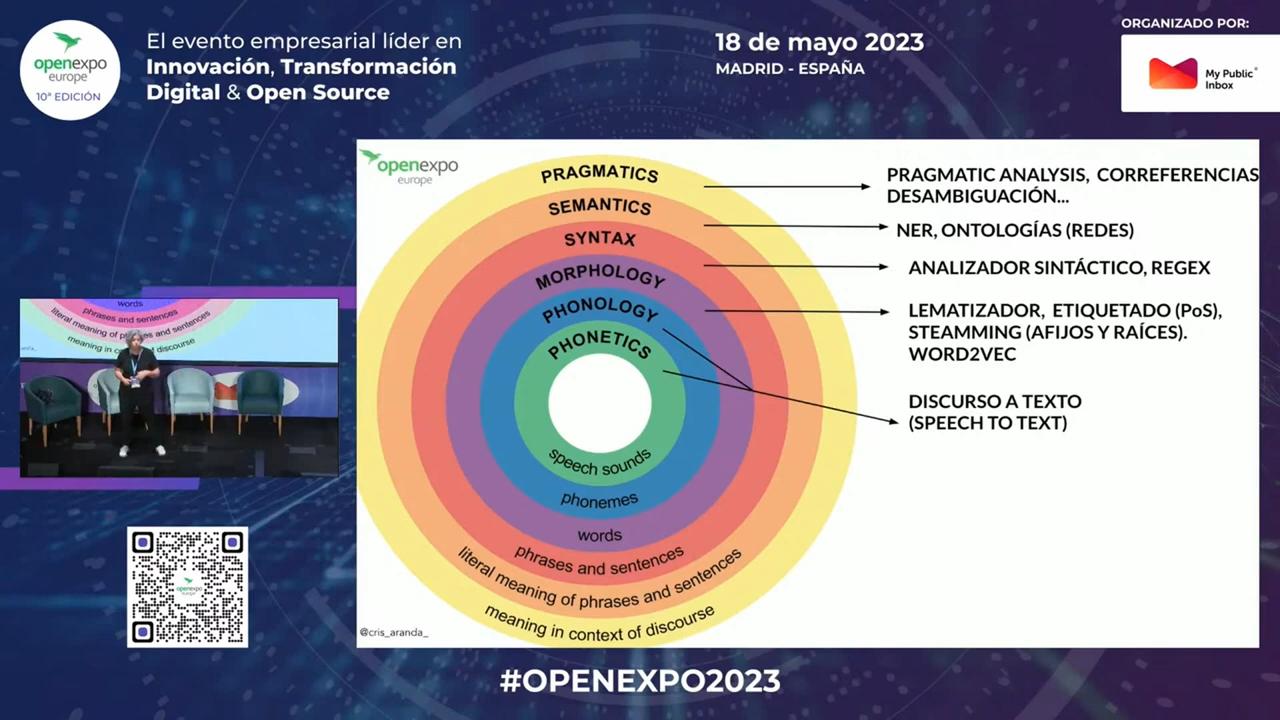 openexpo
europe
10ª EDICIÓN
El evento empresarial líder en
Innovación, Transformación
Digital & Open Source
18 de mayo 2023
MADRID - ESPAÑA
ORGANIZADO POR:
My Public®
Inbox
openexpo
europe
PRAGMATICS
SEMANTICS
SYNTAX
MORPHOLOGY
PHONOLOGY
PHONETICS
speech sounds
phonemes
words
phrases and sentences
literal meaning of phrases and sentences
meaning in context of discourse
PRAGMATIC ANALYSIS, CORREFERENCIAS
DESAMBIGUACIÓN...
NER, ONTOLOGÍAS (REDES)
ANALIZADOR SINTÁCTICO, REGEX
LEMATIZADOR, ETIQUETADO (PoS),
STEAMMING (AFIJOS Y RAÍCES).
WORD2VEC
DISCURSO A TEXTO
(SPEECH TO TEXT)
@cris_aranda_
words
phrases and sentences
literal meaning of phrases and sentences
meaning in discourse
openexpo
europe
#OPENEXPO2023